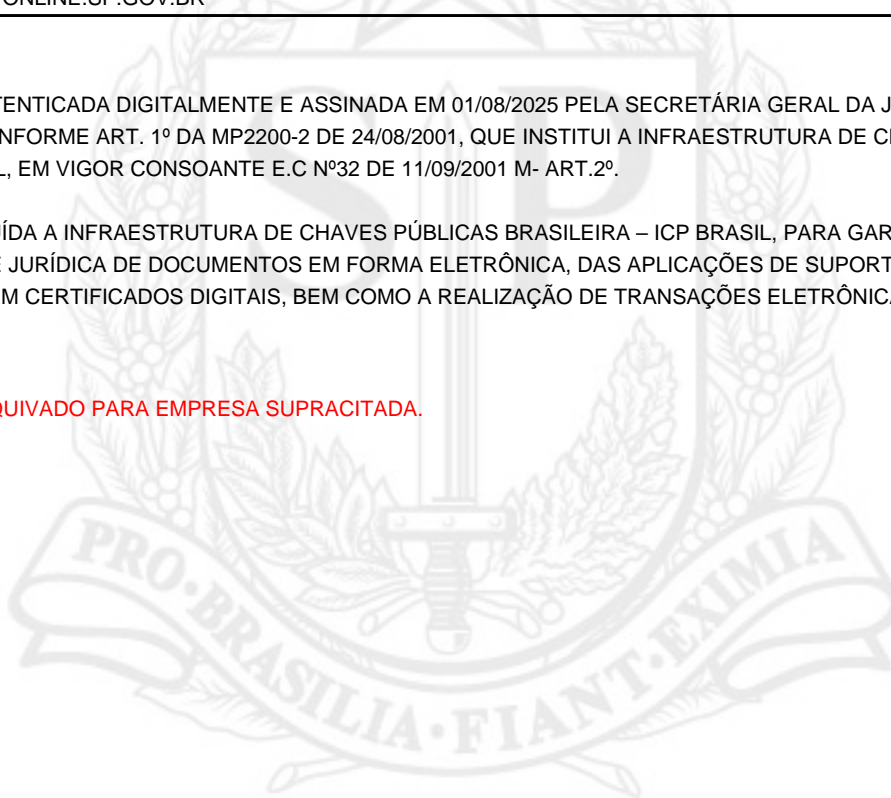 ONLINE.SP.GOV.BR
TENTICADA DIGITALMENTE E ASSINADA EM 01/08/2025 PELA SECRETÁRIA GERAL DA J
NFORME ART. 1º DA MP2200-2 DE 24/08/2001, QUE INSTITUI A INFRAESTRUTURA DE C
L, EM VIGOR CONSOANTE E.C Nº32 DE 11/09/2001 M- ART.2º.
ÍDA A INFRAESTRUTURA DE CHAVES PÚBLICAS BRASILEIRA – ICP BRASIL, PARA GAR
E JURÍDICA DE DOCUMENTOS EM FORMA ELETRÔNICA, DAS APLICAÇÕES DE SUPORT
M CERTIFICADOS DIGITAIS, BEM COMO A REALIZAÇÃO DE TRANSAÇÕES ELETRÔNICA
QUIVADO PARA EMPRESA SUPRACITADA.
SP
PRO·BRASILIA·FIANT·EXIMIA